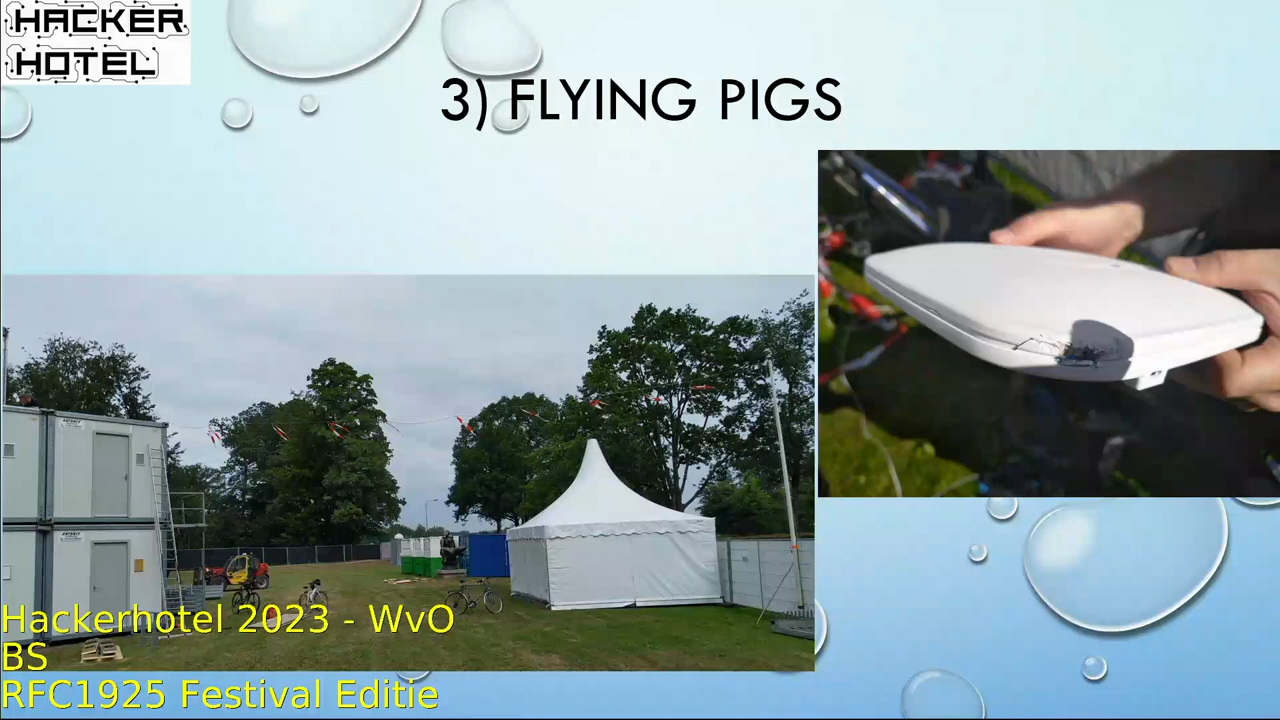 HACKER
HOTEL
3) FLYING PIGS
Hackerhotel 2023 - WvO
BS
RFC1925 Festival Editie